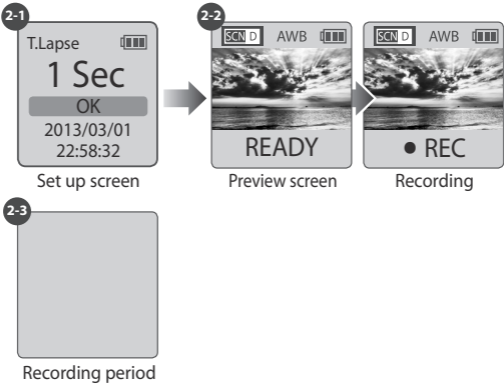 2-1
T.Lapse
1 Sec
OK
2013/03/01
22:58:32
Set up screen
2-2
SCN D AWB
READY
Preview screen
SCN D AWB
● REC
Recording
2-3
Recording period